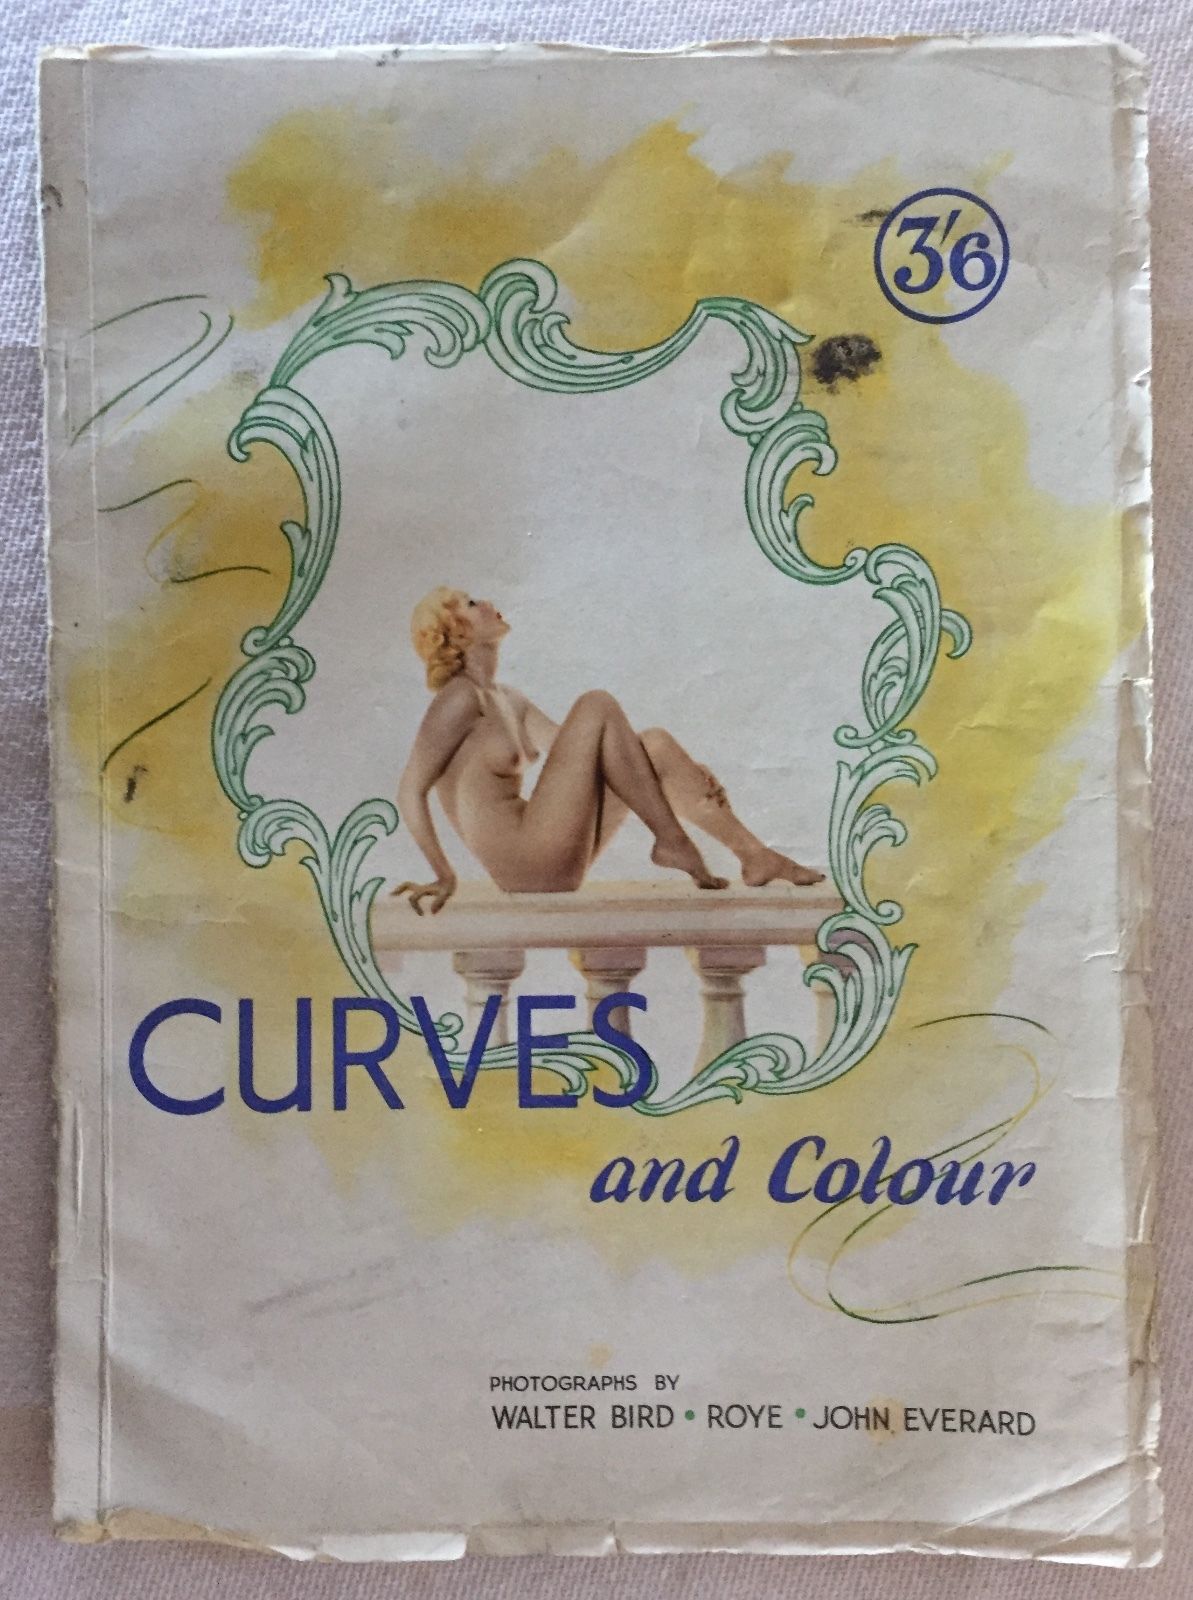 3'6
CURVES
and Colour
PHOTOGRAPHS BY
WALTER BIRD • ROYE • JOHN EVERARD